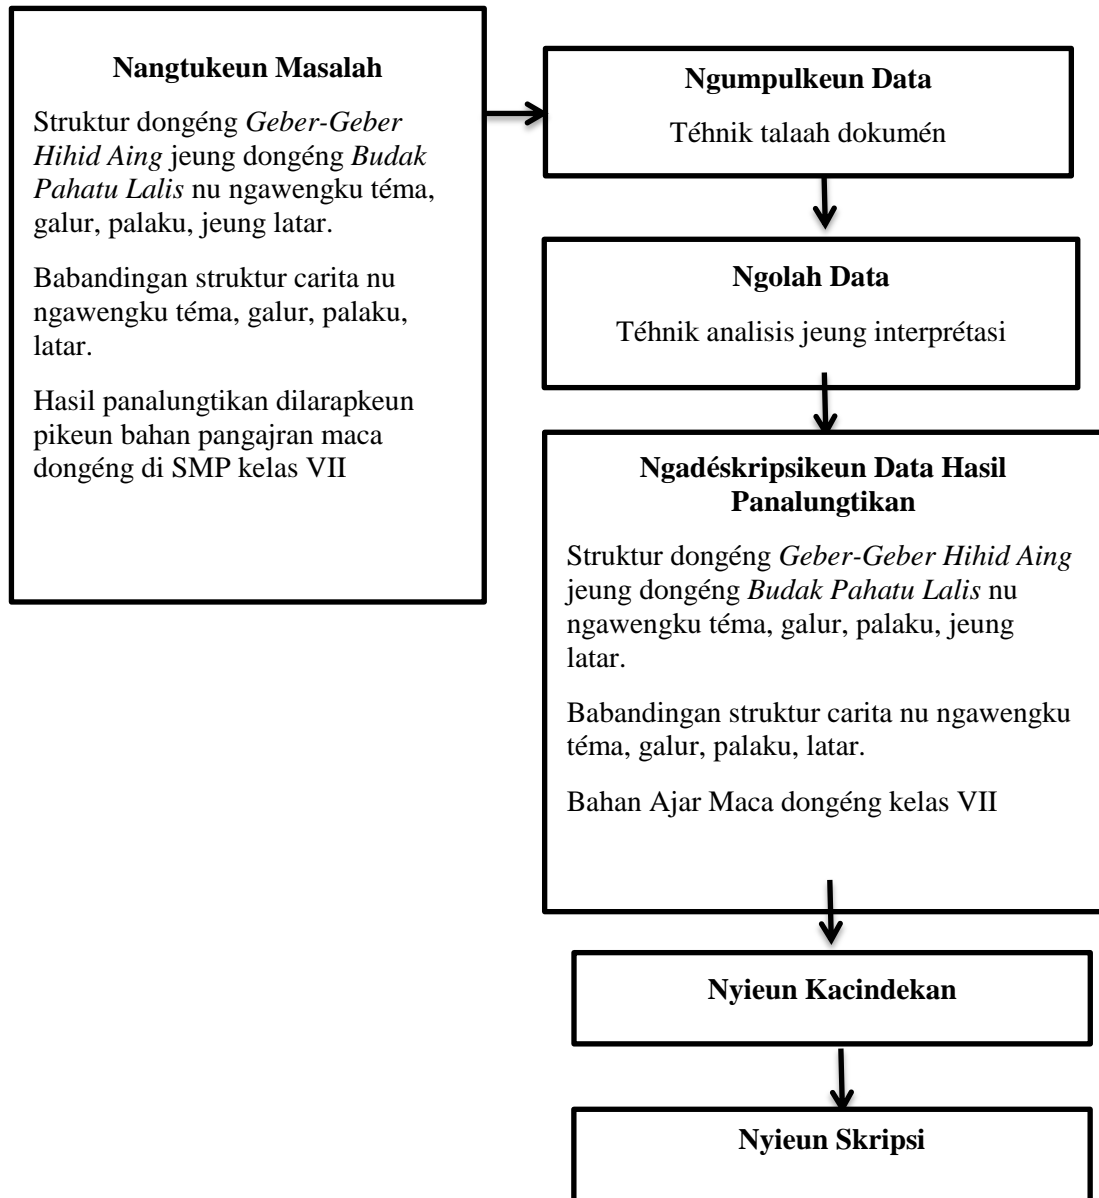 Nangtukeun Masalah
Struktur dongéng Geber-Geber
Hihid Aing jeung dongéng Budak
Pahatu Lalis nu ngawengku téma,
galur, palaku, jeung latar.
Babandingan struktur carita nu
ngawengku téma, galur, palaku,
latar.
Hasil panalungtikan dilarapkeun
pikeun bahan pangajran maca
dongéng di SMP kelas VII
Ngumpulkeun Data
Téhnik talaah dokumén
Ngolah Data
Téhnik analisis jeung interprétasi
Ngadéskripsikeun Data Hasil
Panalungtikan
Struktur dongéng Geber-Geber Hihid Aing
jeung dongéng Budak Pahatu Lalis nu
ngawengku téma, galur, palaku, jeung
latar.
Babandingan struktur carita nu ngawengku
téma, galur, palaku, latar.
Bahan Ajar Maca dongéng kelas VII
Nyieun Kacindekan
Nyieun Skripsi